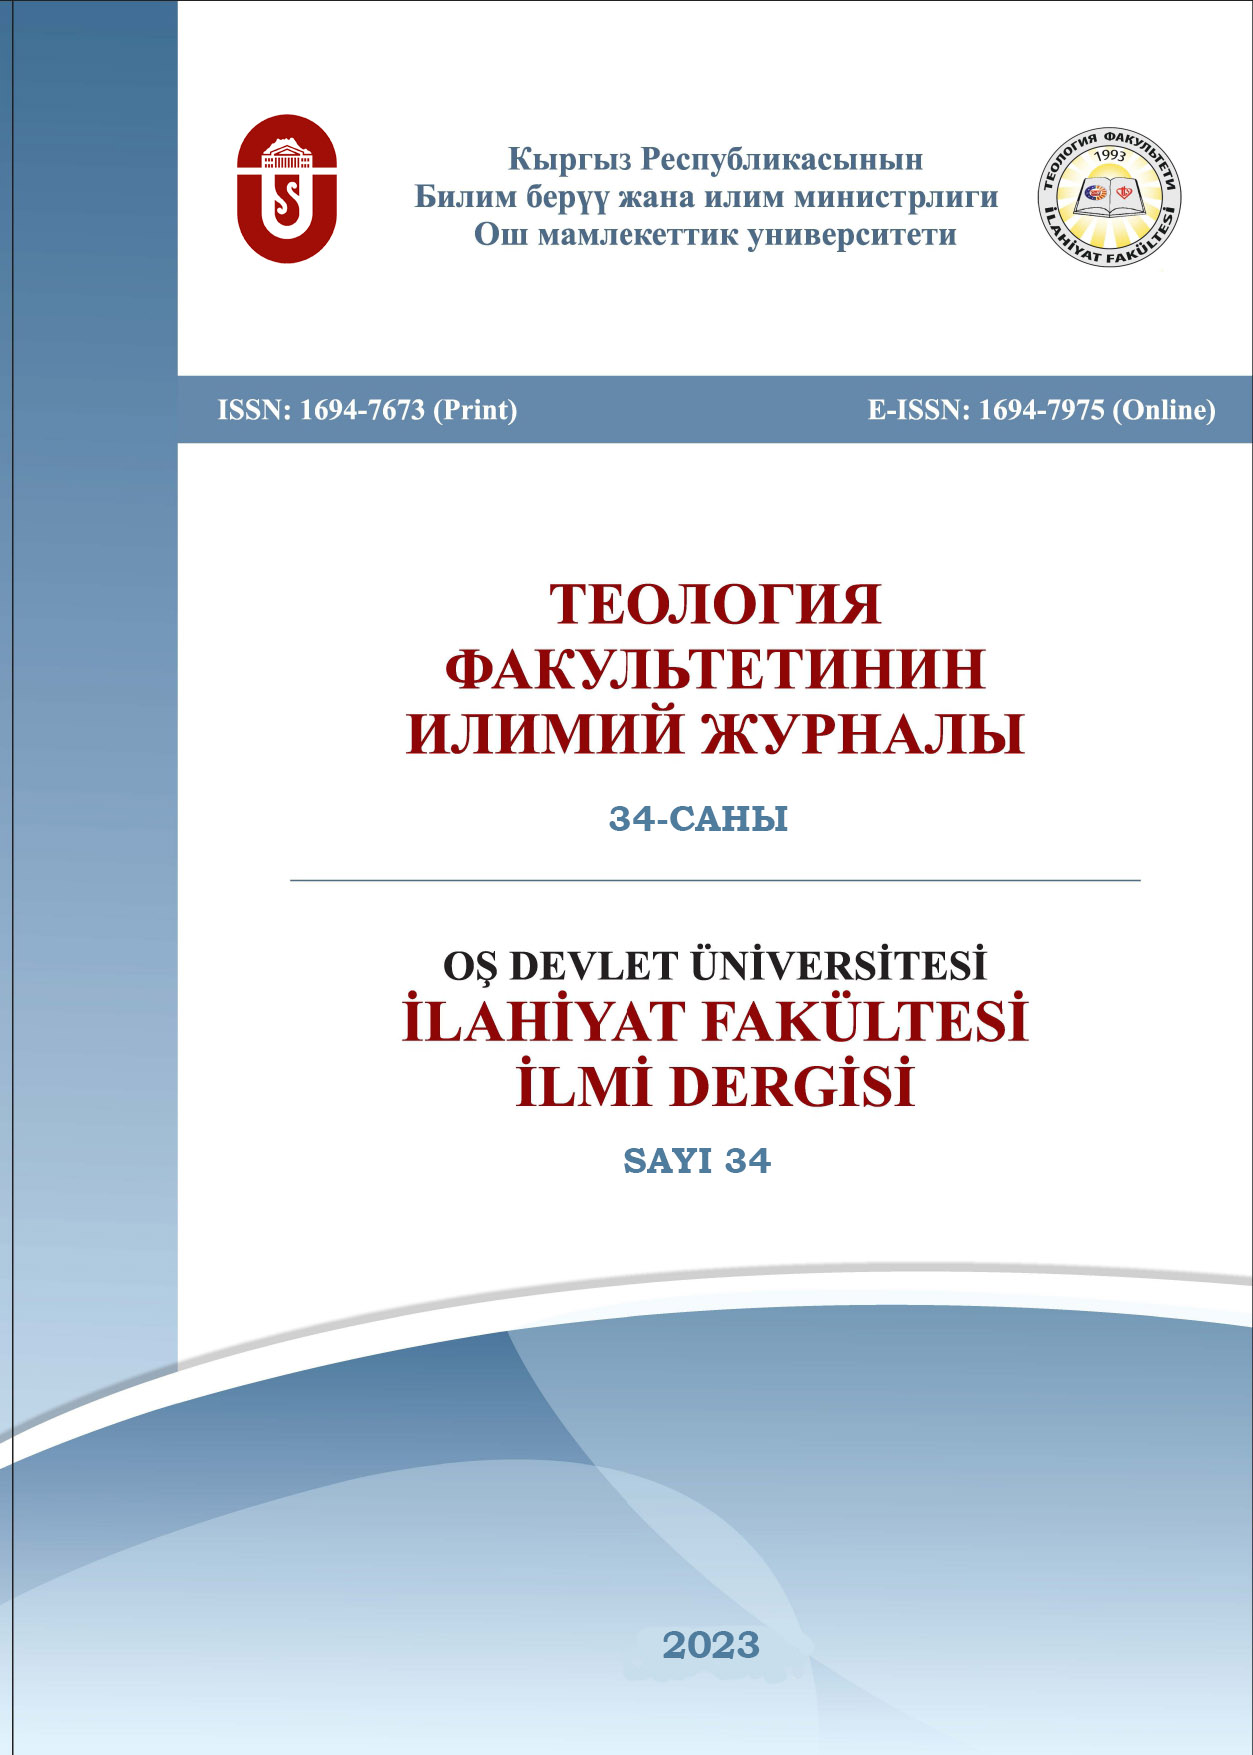 Кыргыз Республикасынын
Билим берүү жана илим министрлиги
Ош мамлекеттик университети
ТЕОЛОГИЯ ФАКУЛЬТЕТИ
1993
İLAHİYAT FAKÜLTESİ
ISSN: 1694-7673 (Print)
E-ISSN: 1694-7975 (Online)
ТЕОЛОГИЯ
ФАКУЛЬТЕТИНИН
ИЛИМИЙ ЖУРНАЛЫ
34-САНЫ
OŞ DEVLET ÜNİVERSİTESİ
İLAHİYAT FAKÜLTESİ
İLMİ DERGİSİ
SAYI 34
2023